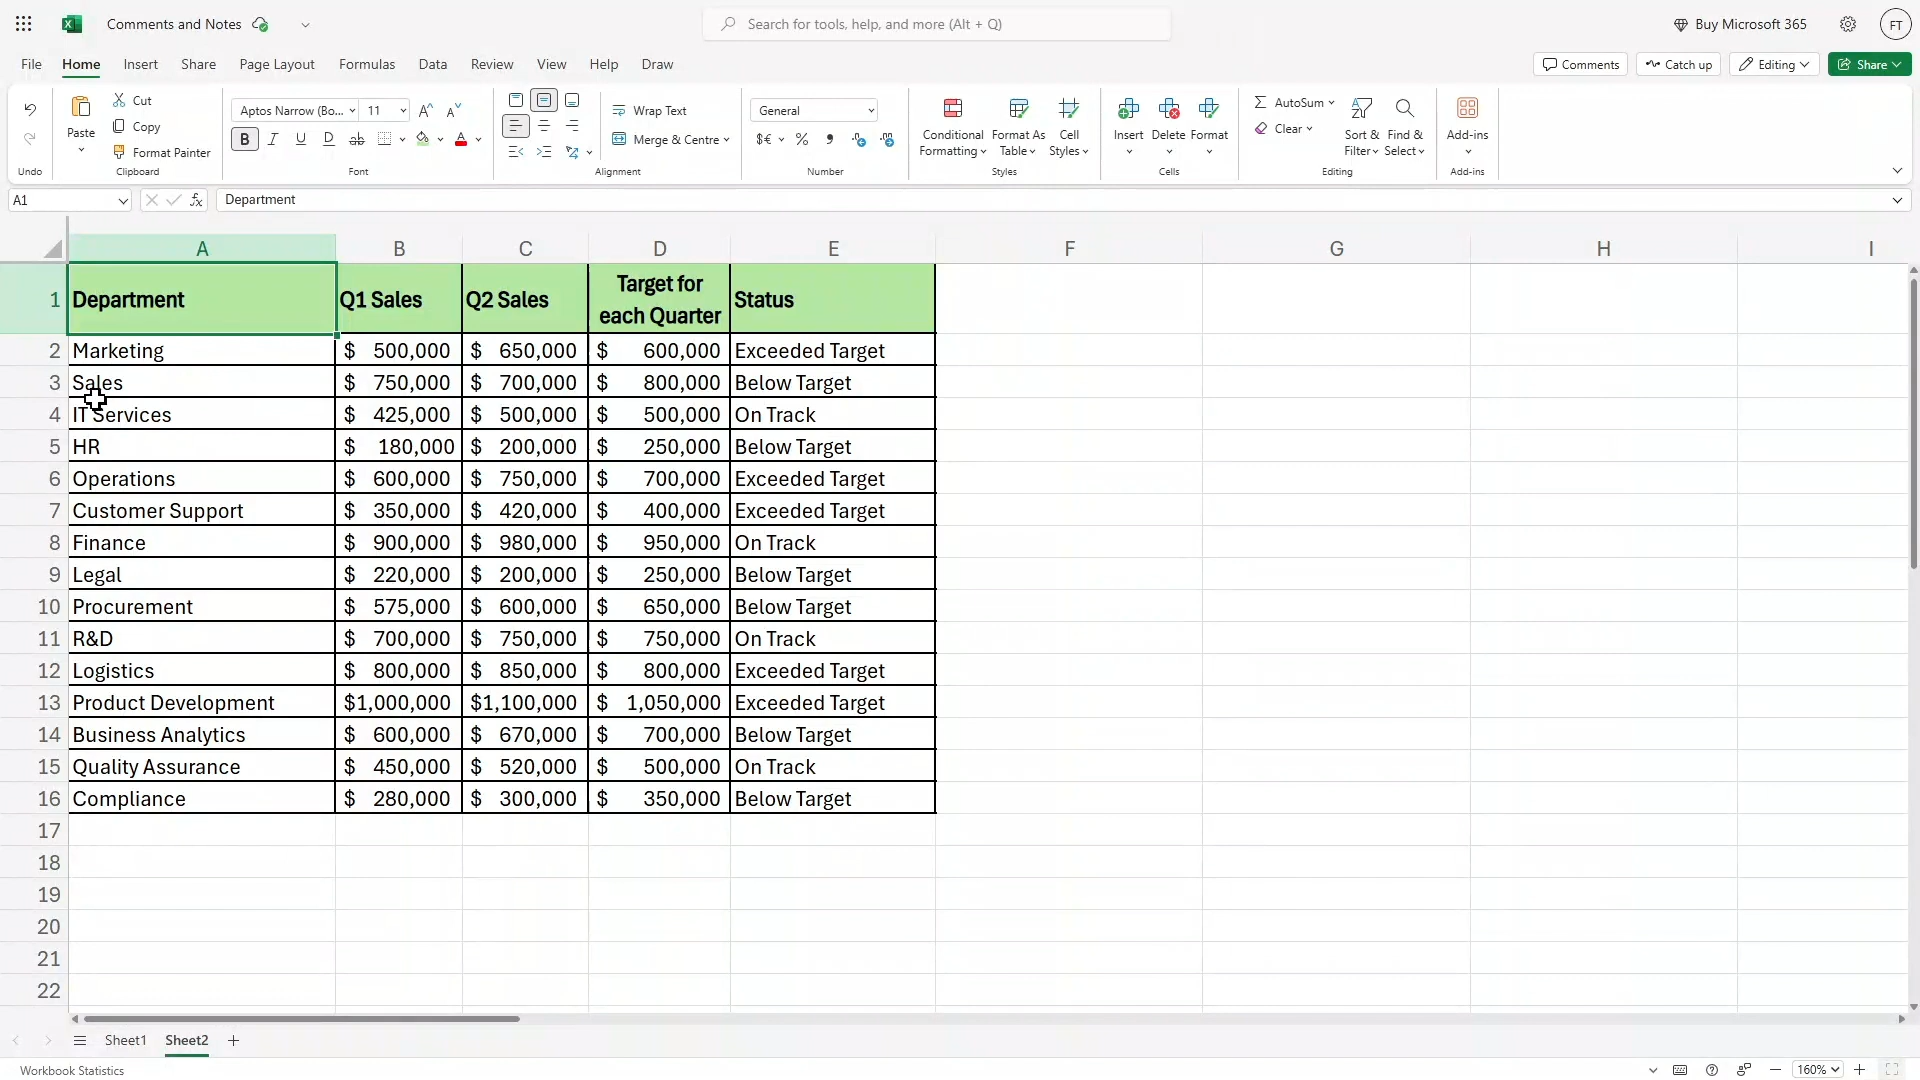 Comments and Notes
Search for tools, help, and more (Alt + Q)
Buy Microsoft 365
FT
File Home Insert Share Page Layout Formulas Data Review View Help Draw
Comments Catch up Editing Share
Paste
Cut
Copy
Format Painter
Aptos Narrow (Bo... 11
B I U D ab A A A
Wrap Text
Merge & Centre
General
$€ % 9
Conditional Formatting
Format As Table
Cell Styles
Insert Delete Format
AutoSum
Clear
Sort & Filter
Find & Select
Add-ins
Undo Clipboard Font Alignment Number Styles Cells Editing Add-ins
A1 fx Department
A B C D E F G H I
1 Department Q1 Sales Q2 Sales Target for each Quarter Status
2 Marketing $ 500,000 $ 650,000 $ 600,000 Exceeded Target
3 Sales $ 750,000 $ 700,000 $ 800,000 Below Target
4 IT Services $ 425,000 $ 500,000 $ 500,000 On Track
5 HR $ 180,000 $ 200,000 $ 250,000 Below Target
6 Operations $ 600,000 $ 750,000 $ 700,000 Exceeded Target
7 Customer Support $ 350,000 $ 420,000 $ 400,000 Exceeded Target
8 Finance $ 900,000 $ 980,000 $ 950,000 On Track
9 Legal $ 220,000 $ 200,000 $ 250,000 Below Target
10 Procurement $ 575,000 $ 600,000 $ 650,000 Below Target
11 R&D $ 700,000 $ 750,000 $ 750,000 On Track
12 Logistics $ 800,000 $ 850,000 $ 800,000 Exceeded Target
13 Product Development $1,000,000 $1,100,000 $ 1,050,000 Exceeded Target
14 Business Analytics $ 600,000 $ 670,000 $ 700,000 Below Target
15 Quality Assurance $ 450,000 $ 520,000 $ 500,000 On Track
16 Compliance $ 280,000 $ 300,000 $ 350,000 Below Target
17
18
19
20
21
22
Sheet1 Sheet2
Workbook Statistics
160%